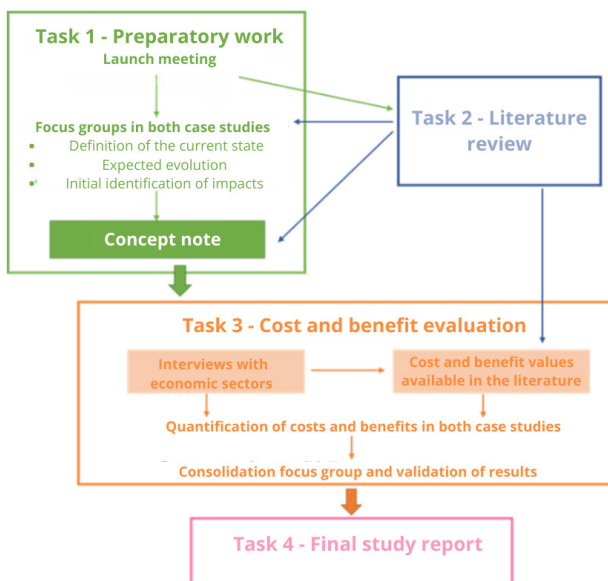 Task 1 - Preparatory work
Launch meeting
Focus groups in both case studies
• Definition of the current state
• Expected evolution
• Initial identification of impacts
Concept note
Task 2 - Literature
review
Task 3 - Cost and benefit evaluation
Interviews with
economic sectors
Cost and benefit values
available in the literature
Quantification of costs and benefits in both case studies
Consolidation focus group and validation of results
Task 4 - Final study report